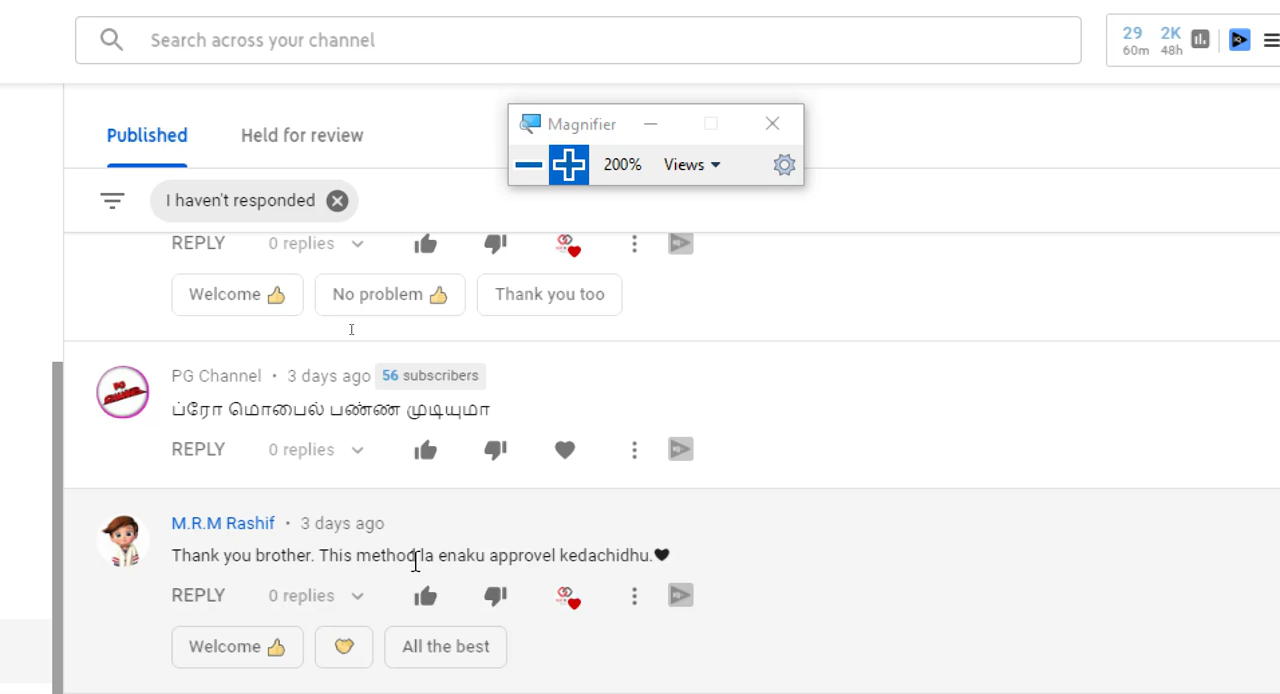 Search across your channel
29 2K
60m 48h
Magnifier
200% Views
Published Held for review
I haven't responded
REPLY 0 replies
Welcome 👍 No problem 👍 Thank you too
PG Channel • 3 days ago 56 subscribers
ப்ரோ மொபைல் பண்ண முடியுமா
REPLY 0 replies
M.R.M Rashif • 3 days ago
Thank you brother. This method la enaku approvel kedachidhu.🖤
REPLY 0 replies
Welcome 👍 💛 All the best